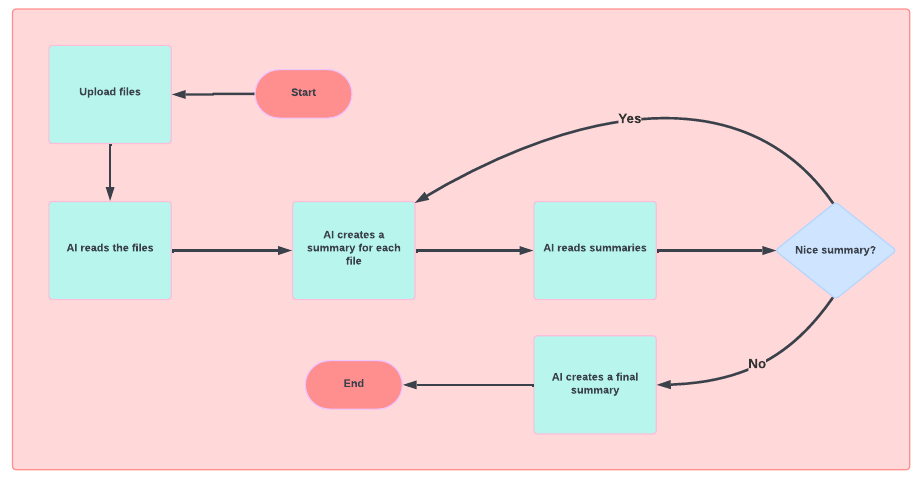 Upload files
Start
Yes
AI reads the files
AI creates a
summary for each
file
AI reads summaries
Nice summary?
No
AI creates a final
summary
End